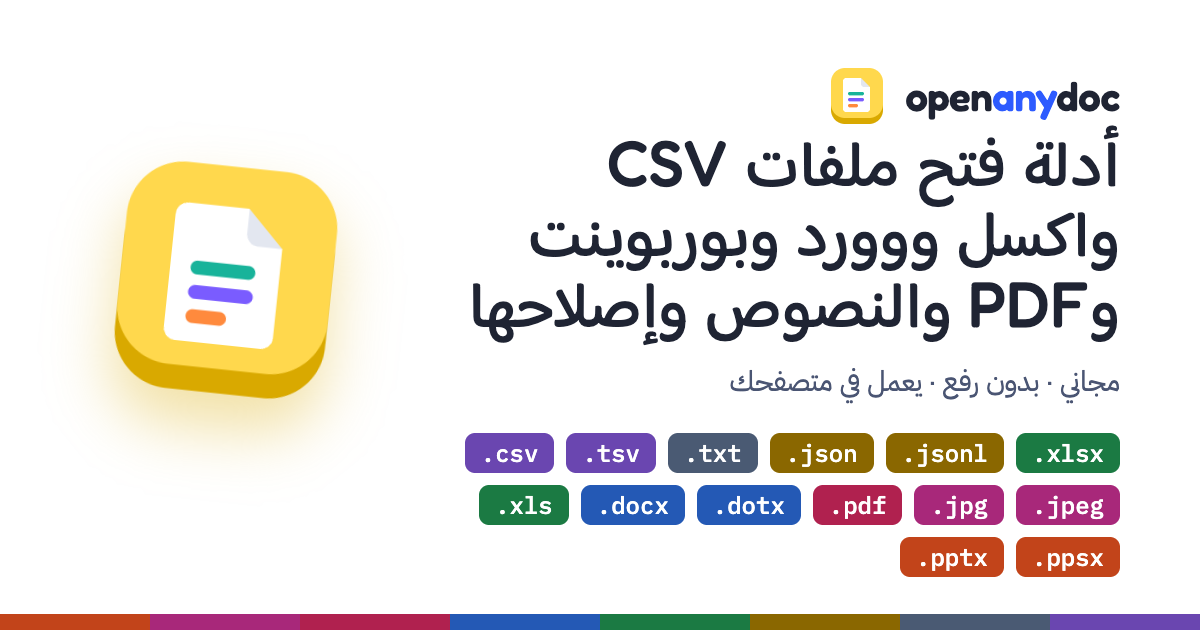 openanydoc
أدلة فتح ملفات CSV
واكسل ووورد وبوربوينت
وPDF والنصوص وإصلاحها
مجاني · بدون رفع · يعمل في متصفحك
.csv .tsv .txt .json .jsonl .xlsx
.xls .docx .dotx .pdf .jpg .jpeg
.pptx .ppsx